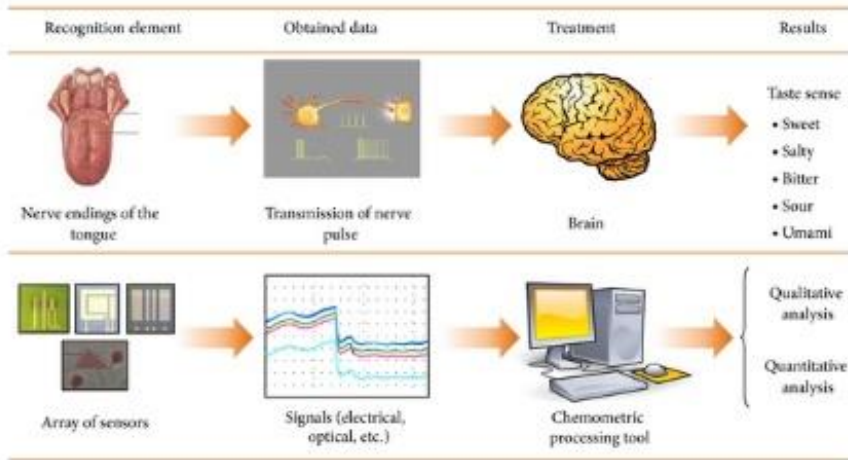 Recognition element
Obtained data
Treatment
Results
Nerve endings of the
tongue
Transmission of nerve
pulse
Brain
Taste sense
• Sweet
• Salty
• Bitter
• Sour
• Umami
Array of sensors
Signals (electrical,
optical, etc.)
Chemometric
processing tool
Qualitative
analysis
Quantitative
analysis